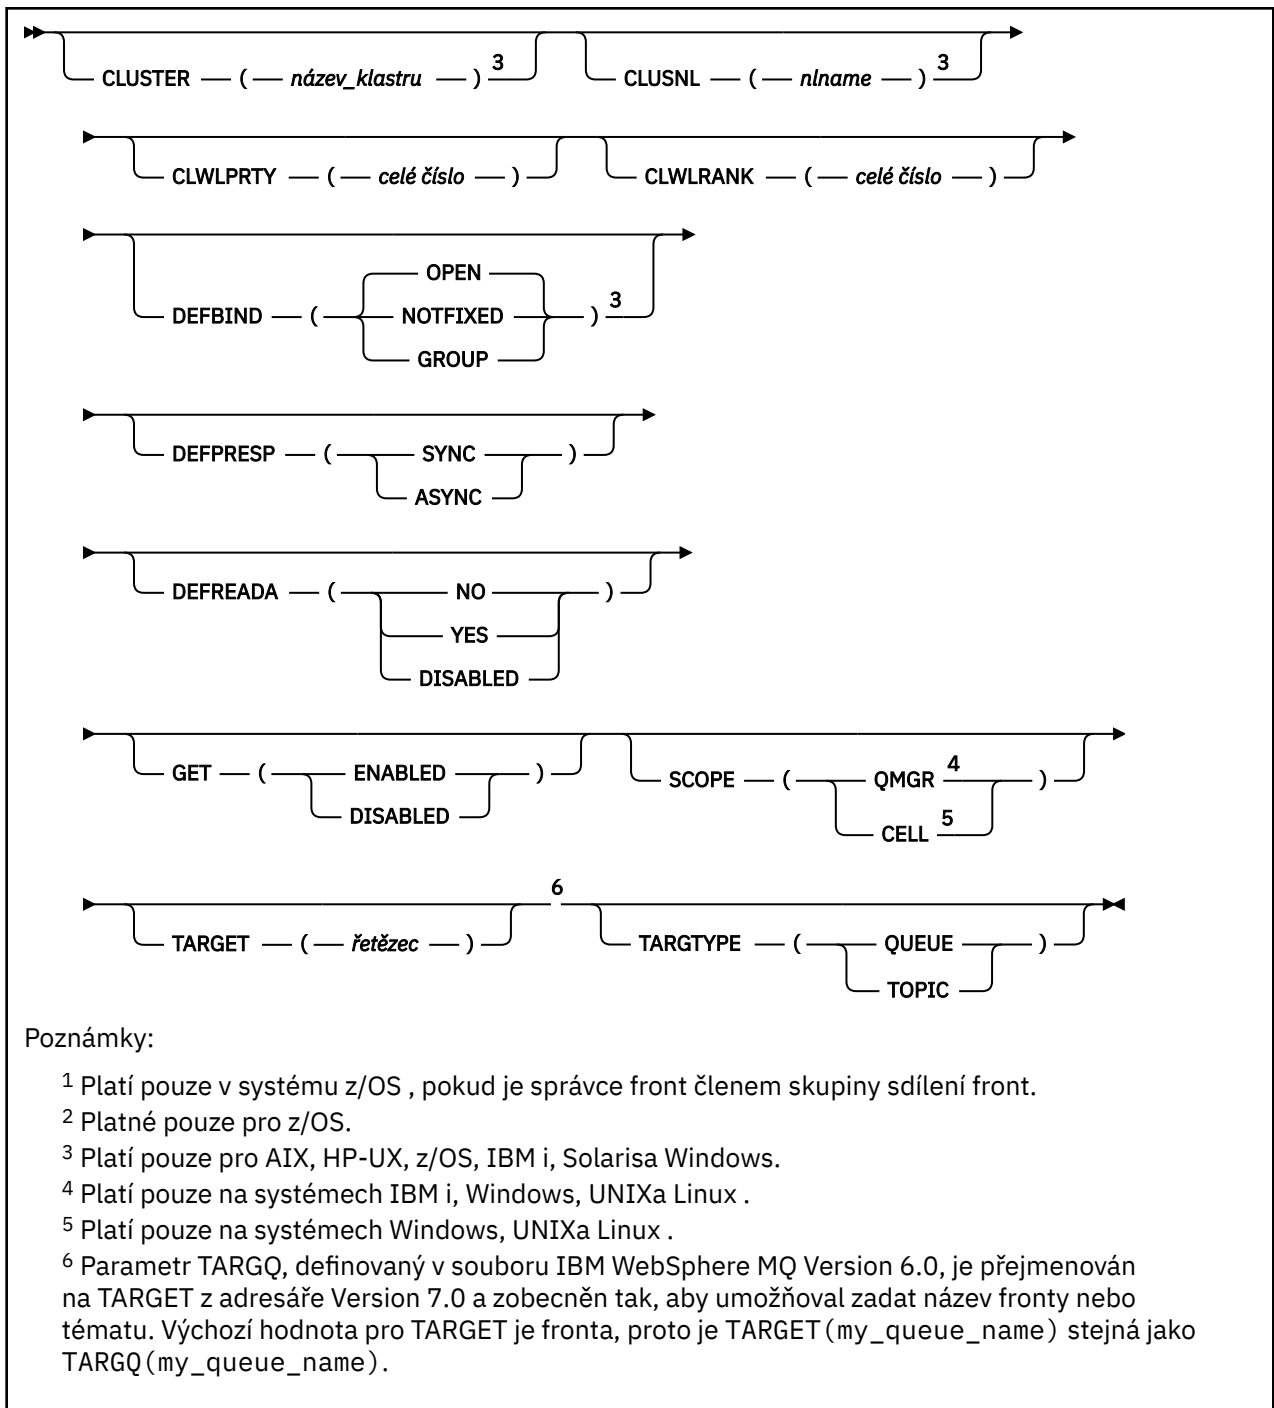 CLUSTER ( název_klastru ) 3 CLUSNL ( nlname ) 3
CLWLPRTY ( celé číslo ) CLWLRANK ( celé číslo )
OPEN
DEFBIND ( NOTFIXED ) 3
GROUP
DEFPRESP ( SYNC )
ASYNC
DEFREADA ( NO )
YES
DISABLED
GET ( ENABLED ) SCOPE ( QMGR 4 )
DISABLED CELL 5
6
TARGET ( řetězec ) TARGTYPE ( QUEUE )
TOPIC
Poznámky:
1 Platí pouze v systému z/OS , pokud je správce front členem skupiny sdílení front.
2 Platné pouze pro z/OS.
3 Platí pouze pro AIX, HP-UX, z/OS, IBM i, Solarisa Windows.
4 Platí pouze na systémech IBM i, Windows, UNIXa Linux .
5 Platí pouze na systémech Windows, UNIXa Linux .
6 Parametr TARGQ, definovaný v souboru IBM WebSphere MQ Version 6.0, je přejmenován
na TARGET z adresáře Version 7.0 a zobecněn tak, aby umožňoval zadat název fronty nebo
tématu. Výchozí hodnota pro TARGET je fronta, proto je TARGET(my_queue_name) stejná jako
TARGQ(my_queue_name).